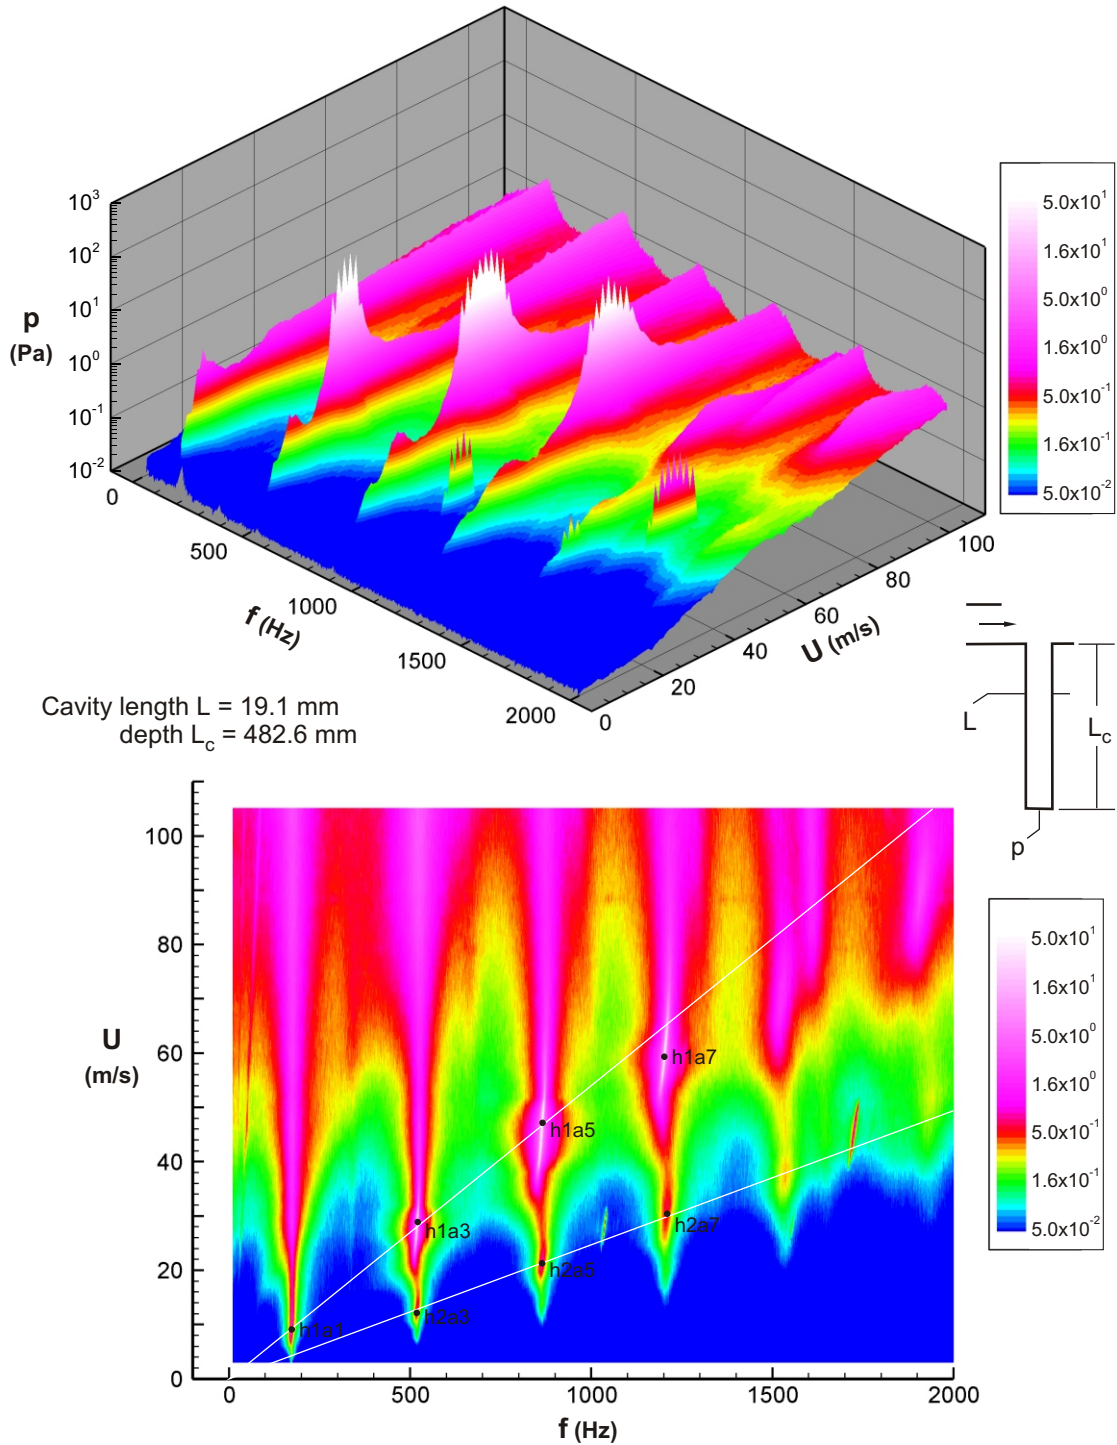 10³
10²
10¹
10⁰
10⁻¹
10⁻²
p
(Pa)
0
500
1000
1500
2000
f (Hz)
0
20
40
60
80
100
U (m/s)
5.0x10¹
1.6x10¹
5.0x10⁰
1.6x10⁰
5.0x10⁻¹
1.6x10⁻¹
5.0x10⁻²
Cavity length L = 19.1 mm
depth L_c = 482.6 mm
L
L_c
p
100
80
60
40
20
0
U
(m/s)
h1a7
h1a5
h1a3
h2a7
h2a5
h2a3
h1a1
0
500
1000
1500
2000
f (Hz)
5.0x10¹
1.6x10¹
5.0x10⁰
1.6x10⁰
5.0x10⁻¹
1.6x10⁻¹
5.0x10⁻²